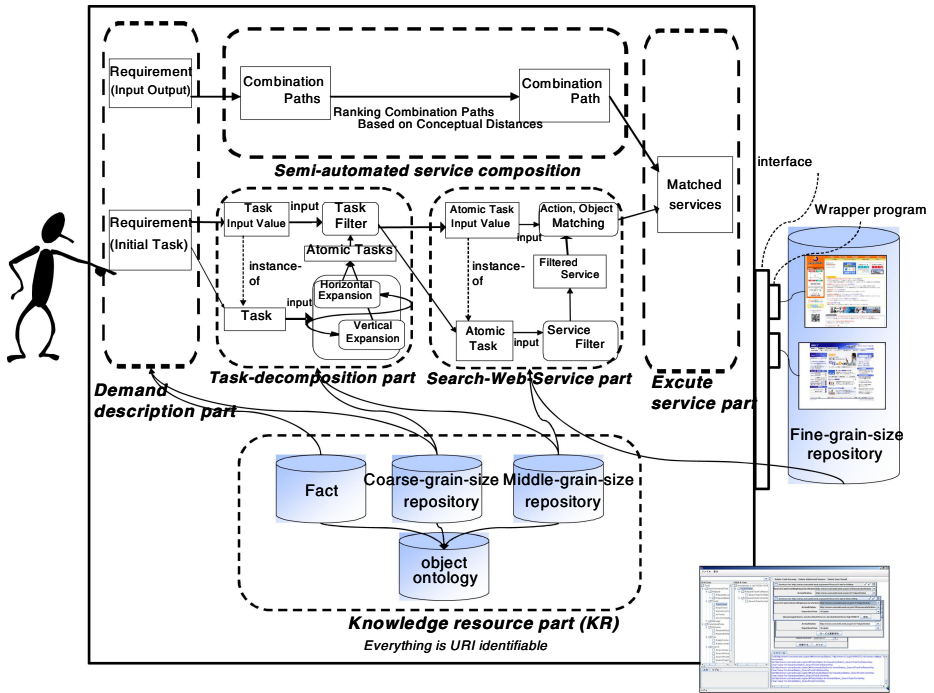 Requirement
(Input Output)
Combination
Paths
Ranking Combination Paths
Based on Conceptual Distances
Combination
Path
Semi-automated service composition
Matched
services
interface
Wrapper program
Requirement
(Initial Task)
Task
Input Value
input
Task
Filter
Atomic Tasks
instance-
of
Horizontal
Expansion
Task
input
Vertical
Expansion
Atomic Task
Input Value
input
Action, Object
Matching
instance-
of
Filtered
Service
Atomic
Task
input
Service
Filter
Demand
description part
Task-decomposition part
Search-Web-Service part
Excute
service part
Fine-grain-size
repository
Fact
Coarse-grain-size
repository
Middle-grain-size
repository
object
ontology
Knowledge resource part (KR)
Everything is URI identifiable